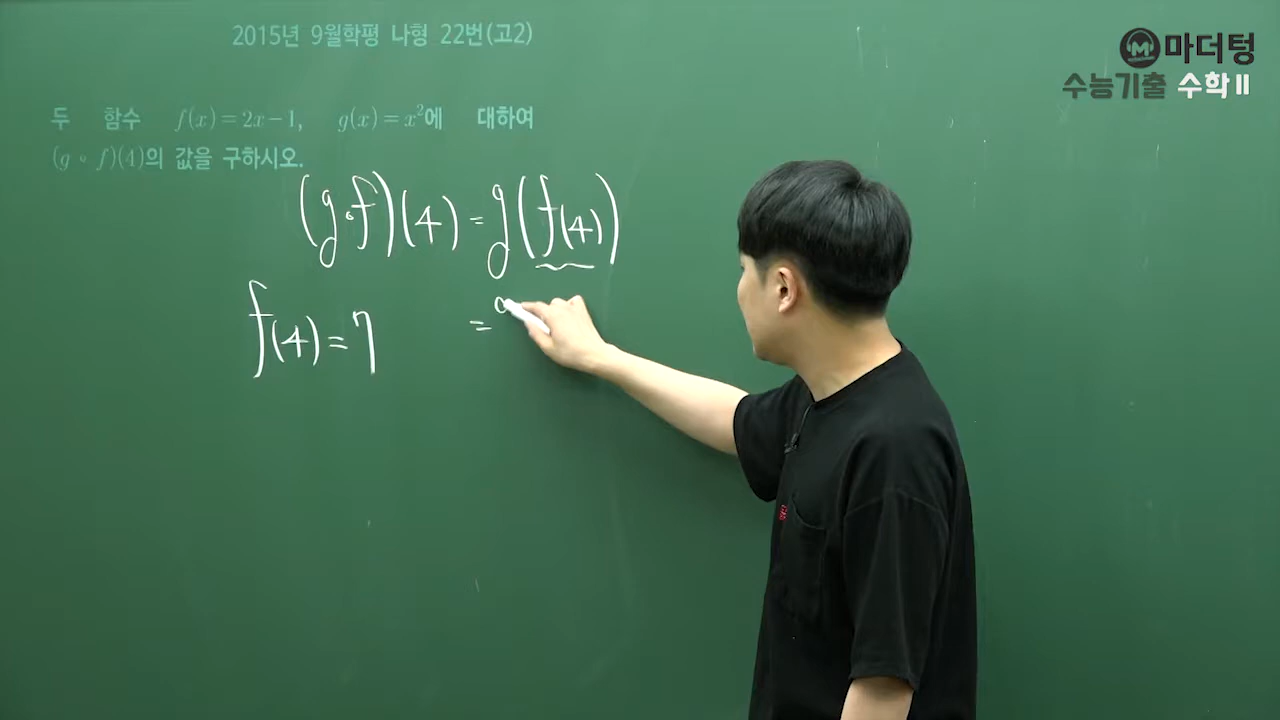 2015년 9월학평 나형 22번(고2)
마더텅
수능기출 수학Ⅱ
두 함수 f(x)=2x-1, g(x)=x²에 대하여
(g∘f)(4)의 값을 구하시오.
(g∘f)(4)=g(f(4))
f(4)=7
=